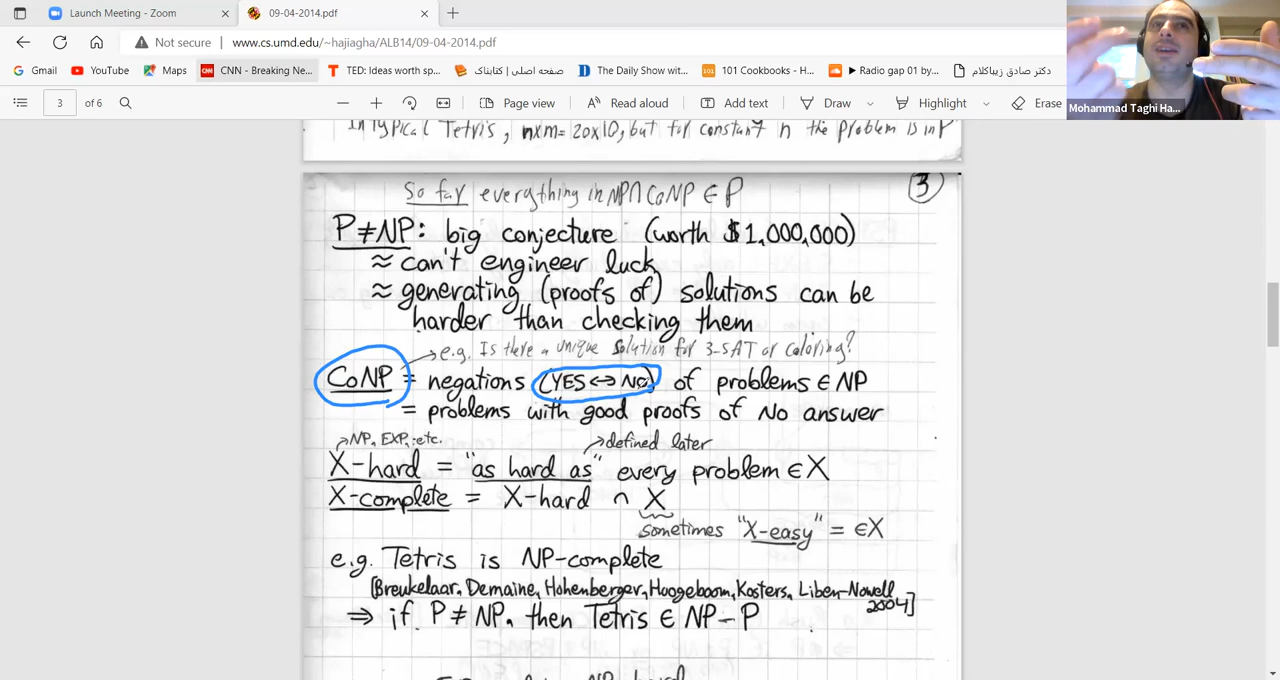 Launch Meeting - Zoom
09-04-2014.pdf
Not secure | www.cs.umd.edu/~hajiagha/ALB14/09-04-2014.pdf
Gmail YouTube Maps CNN - Breaking Ne... TED: Ideas worth sp... صفحه اصلی | کتابناک The Daily Show wit... 101 Cookbooks - H... Radio gap 01 by... دکتر صادق زیباکلام
3 of 6 Page view Read aloud Add text Draw Highlight Erase
Mohammad Taghi Ha...
In typical Tetris, n×m= 20×10, but for constant n the problem is in P
So far everything in NP∩CoNP ∈ P
3
P≠NP: big conjecture (worth $1,000,000)
≈ can't engineer luck
≈ generating (proofs of) solutions can be
harder than checking them
→ e.g. Is there a unique solution for 3-SAT or coloring?
CoNP = negations (YES↔NO) of problems ∈ NP
= problems with good proofs of No answer
→NP, EXP, etc.
→defined later
X-hard = "as hard as" every problem ∈ X
X-complete = X-hard ∩ X
sometimes "X-easy" = ∈X
e.g. Tetris is NP-complete
[Breukelaar, Demaine, Hohenberger, Hoogeboom, Kosters, Liben-Nowell
2004]
⇒ if P ≠ NP, then Tetris ∈ NP - P